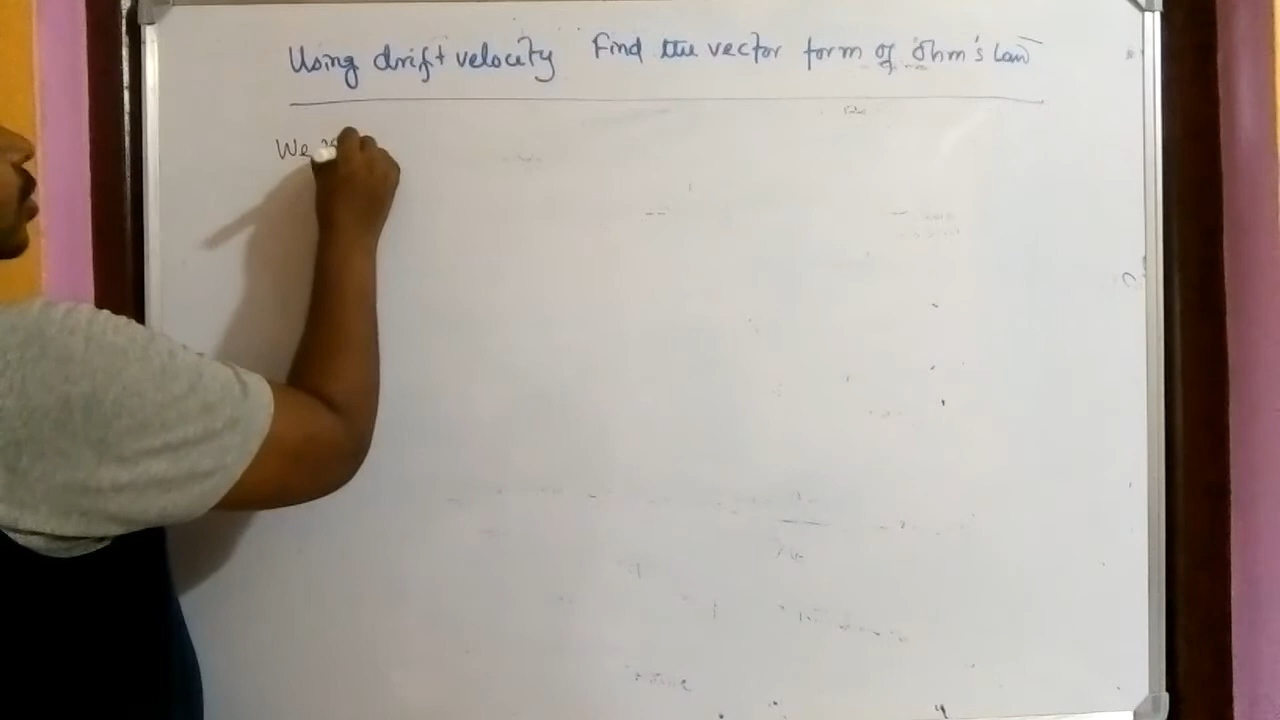 Using drift velocity Find the vector form of ohm's Law
We